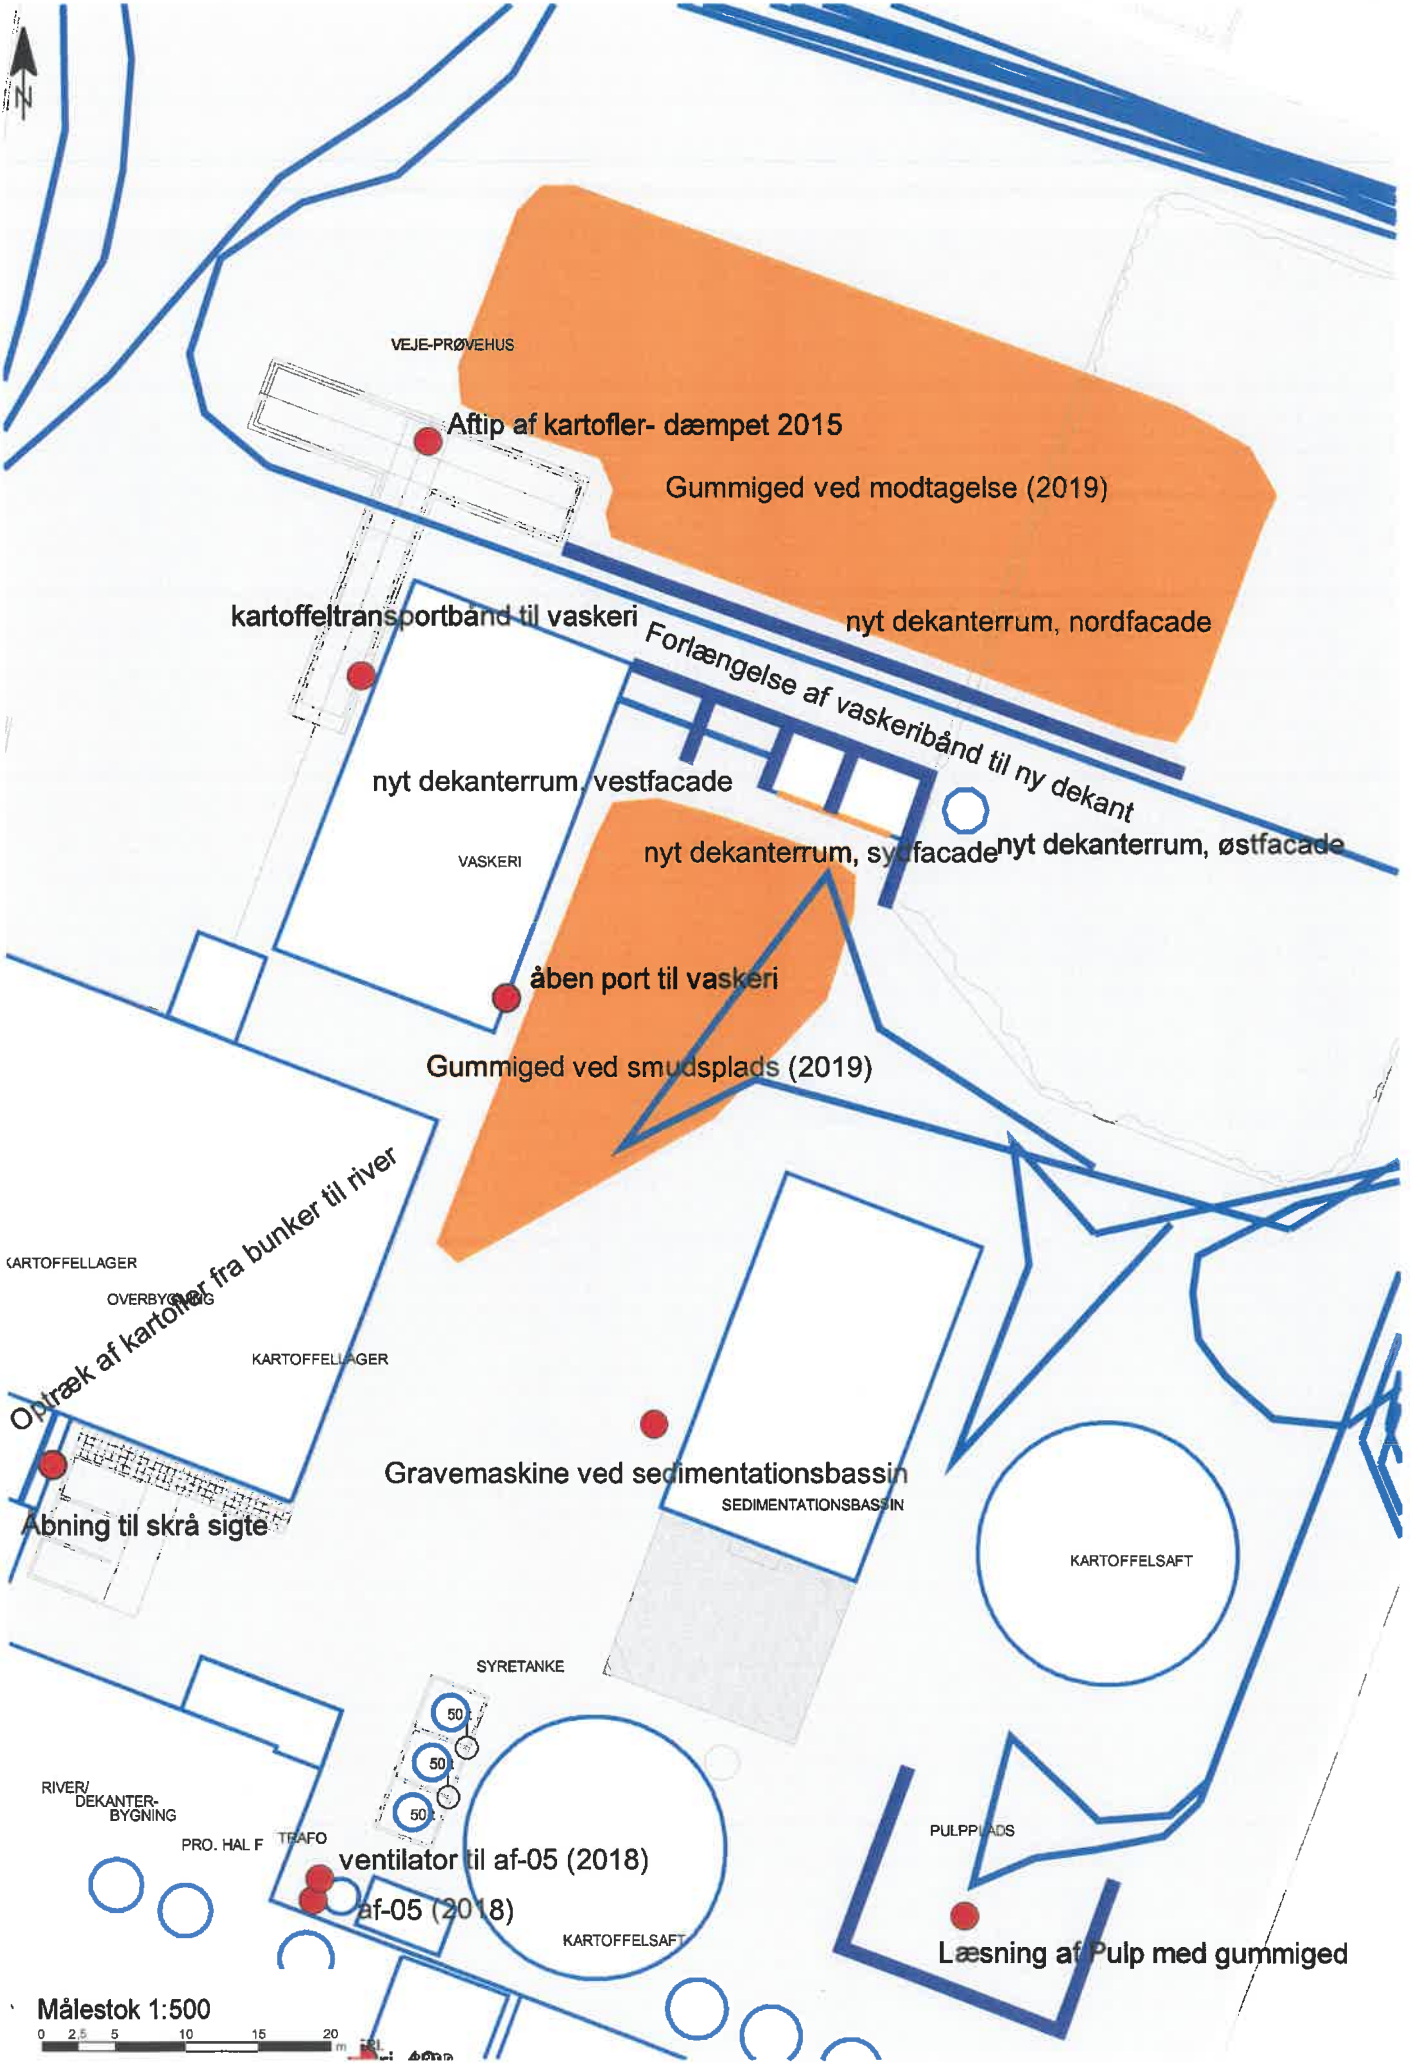 N
VEJE-PRØVEHUS
Aftip af kartofler- dæmpet 2015
Gummiged ved modtagelse (2019)
kartoffeltransportbånd til vaskeri
nyt dekanterrum, nordfacade
Forlængelse af vaskeribånd til ny dekant
nyt dekanterrum, vestfacade
nyt dekanterrum, sydfacade
nyt dekanterrum, østfacade
VASKERI
åben port til vaskeri
Gummiged ved smudsplads (2019)
Optræk af kartofler fra bunker til river
KARTOFFELLAGER
OVERBYGNING
KARTOFFELLAGER
Gravemaskine ved sedimentationsbassin
SEDIMENTATIONSBASSIN
Åbning til skrå sigte
KARTOFFELSAFT
SYRETANKE
50
50
50
RIVER/
DEKANTER-
BYGNING
PRO. HAL F
TRAFO
PULPPLADS
ventilator til af-05 (2018)
af-05 (2018)
KARTOFFELSAFT
Læsning af Pulp med gummiged
Målestok 1:500
0 2,5 5 10 15 20 m